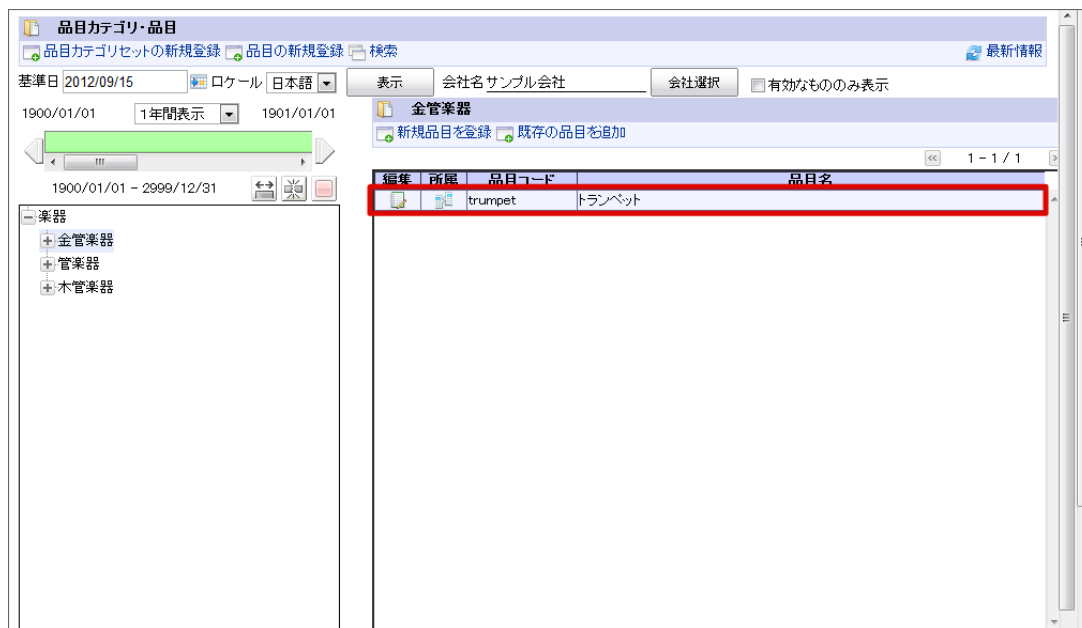 品目カテゴリ・品目
品目カテゴリセットの新規登録 品目の新規登録 検索 最新情報
基準日 2012/09/15 ロケール 日本語 表示 会社名 サンプル会社 会社選択 有効なもののみ表示
1900/01/01 1年間表示 1901/01/01
金管楽器
新規品目を登録 既存の品目を追加
1 - 1 / 1
1900/01/01 - 2999/12/31
編集 所属 品目コード 品目名
trumpet トランペット
楽器
金管楽器
管楽器
木管楽器